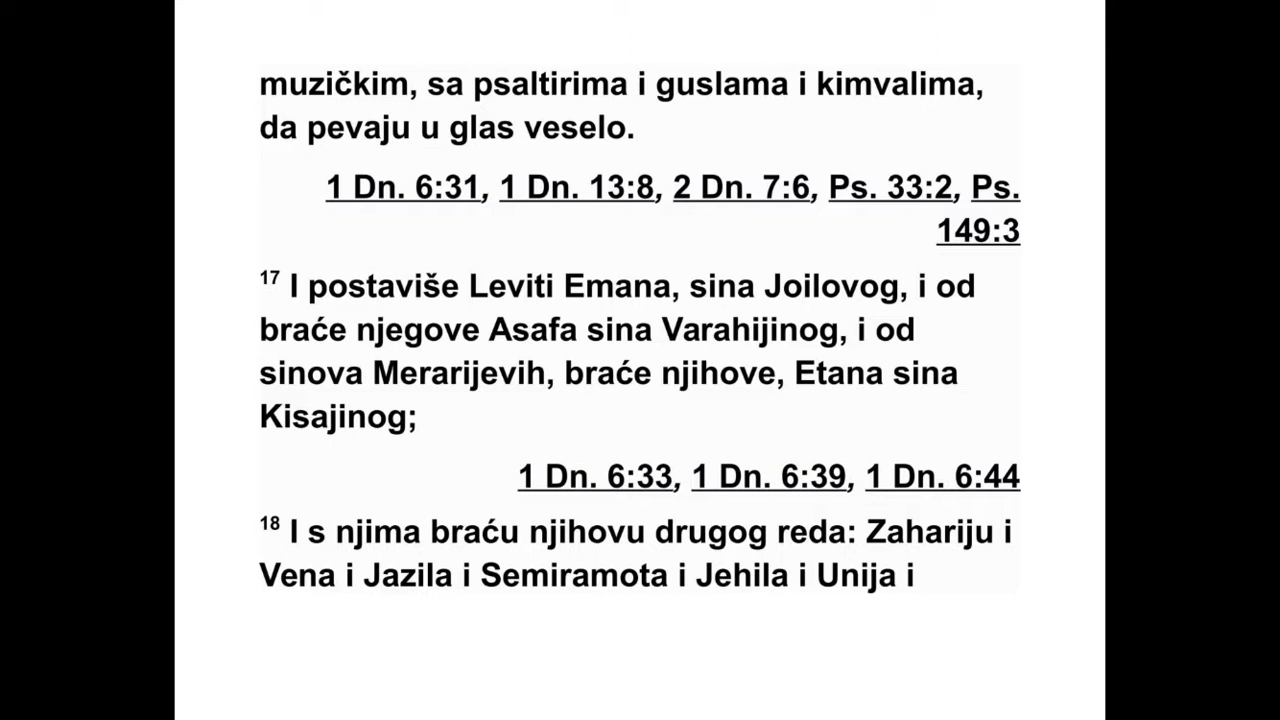 muzičkim, sa psaltirima i guslama i kimvalima,
da pevaju u glas veselo.
1 Dn. 6:31, 1 Dn. 13:8, 2 Dn. 7:6, Ps. 33:2, Ps.
149:3
17 I postaviše Leviti Emana, sina Joilovog, i od
braće njegove Asafa sina Varahijinog, i od
sinova Merarijevih, braće njihove, Etana sina
Kisajinog;
1 Dn. 6:33, 1 Dn. 6:39, 1 Dn. 6:44
18 I s njima braću njihovu drugog reda: Zahariju i
Vena i Jazila i Semiramota i Jehila i Unija i